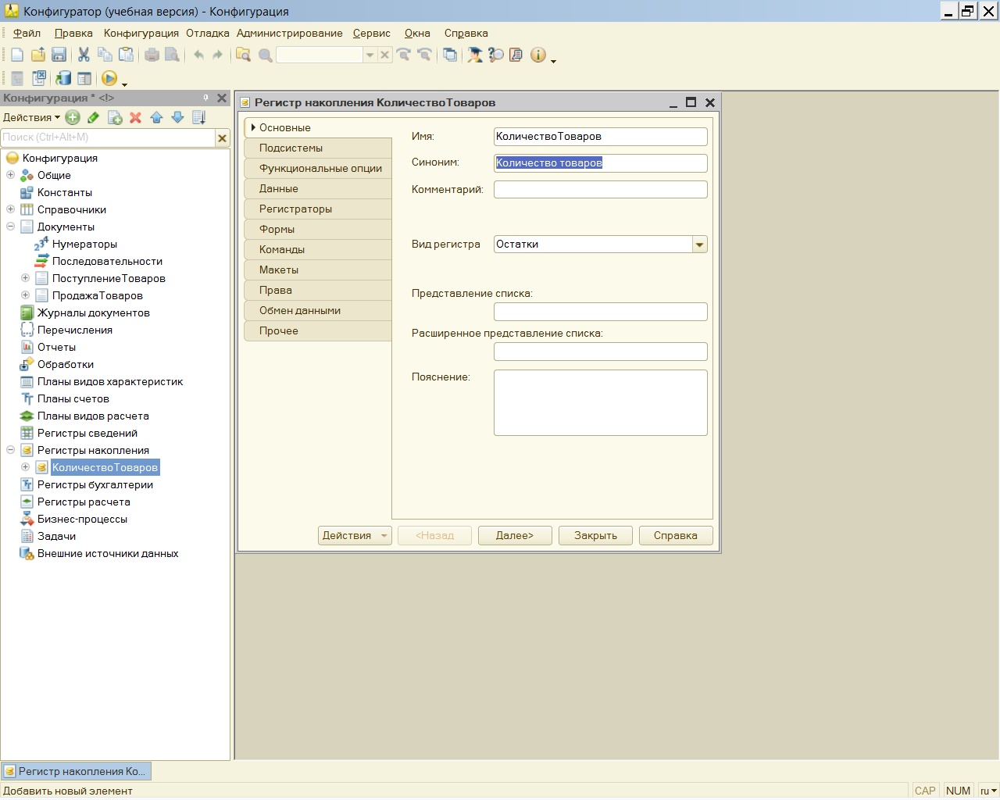 Конфигуратор (учебная версия) - Конфигурация
Файл Правка Конфигурация Отладка Администрирование Сервис Окна Справка
Конфигурация * <!>
Действия
Поиск (Ctrl+Alt+M)
Конфигурация
Общие
Константы
Справочники
Документы
Нумераторы
Последовательности
ПоступлениеТоваров
ПродажаТоваров
Журналы документов
Перечисления
Отчеты
Обработки
Планы видов характеристик
Планы счетов
Планы видов расчета
Регистры сведений
Регистры накопления
КоличествоТоваров
Регистры бухгалтерии
Регистры расчета
Бизнес-процессы
Задачи
Внешние источники данных
Регистр накопления КоличествоТоваров
Основные
Подсистемы
Функциональные опции
Данные
Регистраторы
Формы
Команды
Макеты
Права
Обмен данными
Прочее
Имя: КоличествоТоваров
Синоним: Количество товаров
Комментарий:
Вид регистра Остатки
Представление списка:
Расширенное представление списка:
Пояснение:
Действия <Назад Далее> Закрыть Справка
Регистр накопления Ко...
Добавить новый элемент CAP NUM ru